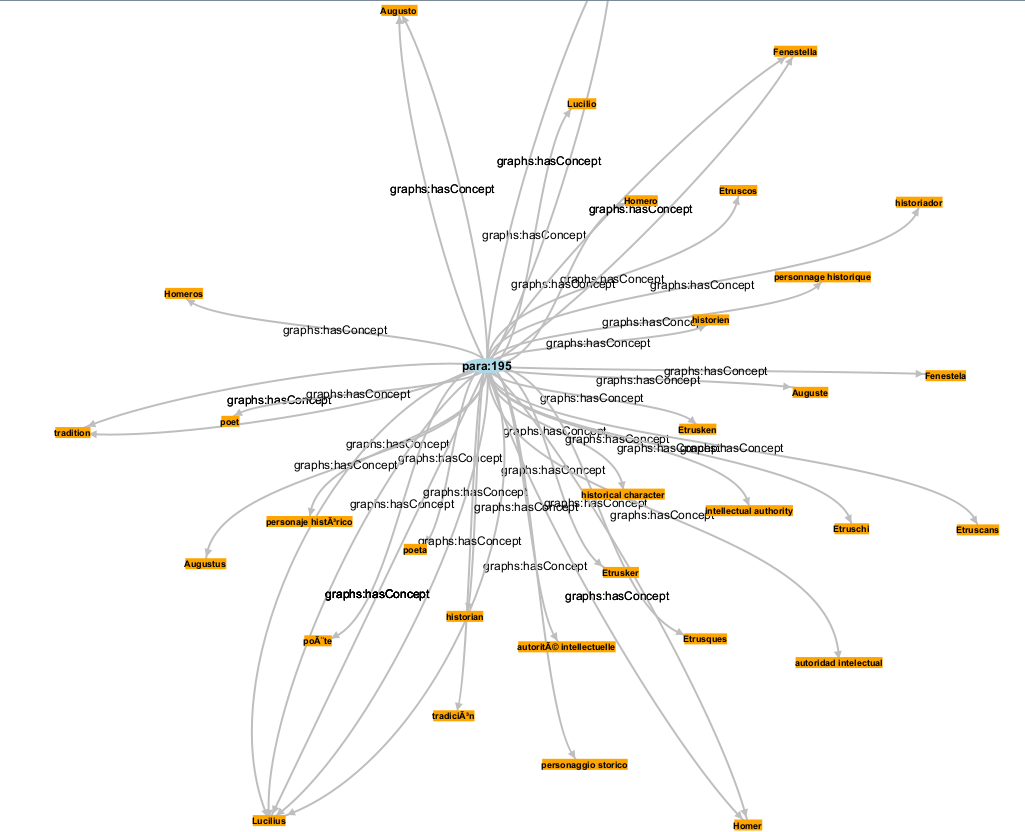 Augusto
Fenestella
Lucilio
graphs:hasConcept
graphs:hasConcept
Etruscos
Homero
historiador
graphs:hasConcept
graphs:hasConcept
personnage historique
graphs:hasConcept
graphs:hasConcept
graphs:hasConcept
Homeros
historien
graphs:hasConcept
graphs:hasConcept
graphs:hasConcept
para:195
graphs:hasConcept
Fenestela
graphs:hasConcept
Auguste
graphs:hasConcept
graphs:hasConcept
graphs:hasConcept
poet
tradition
Etrusken
graphs:hasConcept
graphs:hasConcept
graphs:hasConcept
graphs:hasConcept
graphs:hasConcept
graphs:hasConcept
graphs:hasConcept
graphs:hasConcept
graphs:hasConcept
historical character
graphs:hasConcept
graphs:hasConcept
graphs:hasConcept
graphs:hasConcept
intellectual authority
graphs:hasConcept
personaje histÃ³rico
Etruschi
Etruscans
graphs:hasConcept
poeta
Augustus
graphs:hasConcept
Etrusker
graphs:hasConcept
graphs:hasConcept
historian
poÃ¨te
Etrusques
autoritÃ© intellectuelle
autoridad intelectual
tradiciÃ³n
personaggio storico
Lucilius
Homer